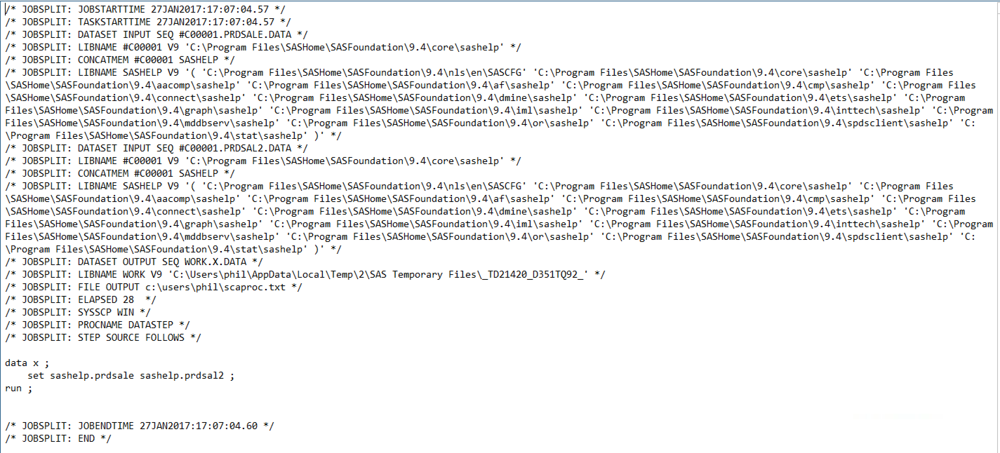 /* JOBSPLIT: JOBSTARTTIME 27JAN2017:17:07:04.57 */
/* JOBSPLIT: TASKSTARTTIME 27JAN2017:17:07:04.57 */
/* JOBSPLIT: DATASET INPUT SEQ #C00001.PRDSALE.DATA */
/* JOBSPLIT: LIBNAME #C00001 V9 'C:\Program Files\SASHome\SASFoundation\9.4\core\sashelp' */
/* JOBSPLIT: CONCATMEM #C00001 SASHELP */
/* JOBSPLIT: LIBNAME SASHELP V9 '( 'C:\Program Files\SASHome\SASFoundation\9.4\nls\en\SASCFG' 'C:\Program Files\SASHome\SASFoundation\9.4\core\sashelp' 'C:\Program Files
\SASHome\SASFoundation\9.4\aacomp\sashelp' 'C:\Program Files\SASHome\SASFoundation\9.4\af\sashelp' 'C:\Program Files\SASHome\SASFoundation\9.4\cmp\sashelp' 'C:\Program Files
\SASHome\SASFoundation\9.4\connect\sashelp' 'C:\Program Files\SASHome\SASFoundation\9.4\dmine\sashelp' 'C:\Program Files\SASHome\SASFoundation\9.4\ets\sashelp' 'C:\Program
Files\SASHome\SASFoundation\9.4\graph\sashelp' 'C:\Program Files\SASHome\SASFoundation\9.4\iml\sashelp' 'C:\Program Files\SASHome\SASFoundation\9.4\inttech\sashelp' 'C:\Program
Files\SASHome\SASFoundation\9.4\mddbserv\sashelp' 'C:\Program Files\SASHome\SASFoundation\9.4\or\sashelp' 'C:\Program Files\SASHome\SASFoundation\9.4\spdsclient\sashelp' 'C:
\Program Files\SASHome\SASFoundation\9.4\stat\sashelp' )' */
/* JOBSPLIT: DATASET INPUT SEQ #C00001.PRDSAL2.DATA */
/* JOBSPLIT: LIBNAME #C00001 V9 'C:\Program Files\SASHome\SASFoundation\9.4\core\sashelp' */
/* JOBSPLIT: CONCATMEM #C00001 SASHELP */
/* JOBSPLIT: LIBNAME SASHELP V9 '( 'C:\Program Files\SASHome\SASFoundation\9.4\nls\en\SASCFG' 'C:\Program Files\SASHome\SASFoundation\9.4\core\sashelp' 'C:\Program Files
\SASHome\SASFoundation\9.4\aacomp\sashelp' 'C:\Program Files\SASHome\SASFoundation\9.4\af\sashelp' 'C:\Program Files\SASHome\SASFoundation\9.4\cmp\sashelp' 'C:\Program Files
\SASHome\SASFoundation\9.4\connect\sashelp' 'C:\Program Files\SASHome\SASFoundation\9.4\dmine\sashelp' 'C:\Program Files\SASHome\SASFoundation\9.4\ets\sashelp' 'C:\Program
Files\SASHome\SASFoundation\9.4\graph\sashelp' 'C:\Program Files\SASHome\SASFoundation\9.4\iml\sashelp' 'C:\Program Files\SASHome\SASFoundation\9.4\inttech\sashelp' 'C:\Program
Files\SASHome\SASFoundation\9.4\mddbserv\sashelp' 'C:\Program Files\SASHome\SASFoundation\9.4\or\sashelp' 'C:\Program Files\SASHome\SASFoundation\9.4\spdsclient\sashelp' 'C:
\Program Files\SASHome\SASFoundation\9.4\stat\sashelp' )' */
/* JOBSPLIT: DATASET OUTPUT SEQ WORK.X.DATA */
/* JOBSPLIT: LIBNAME WORK V9 'C:\Users\phil\AppData\Local\Temp\2\SAS Temporary Files\_TD21420_D351TQ92_' */
/* JOBSPLIT: FILE OUTPUT c:\users\phil\scaproc.txt */
/* JOBSPLIT: ELAPSED 28  */
/* JOBSPLIT: SYSSCP WIN */
/* JOBSPLIT: PROCNAME DATASTEP */
/* JOBSPLIT: STEP SOURCE FOLLOWS */
data x ;
    set sashelp.prdsale sashelp.prdsal2 ;
run ;
/* JOBSPLIT: JOBENDTIME 27JAN2017:17:07:04.60 */
/* JOBSPLIT: END */